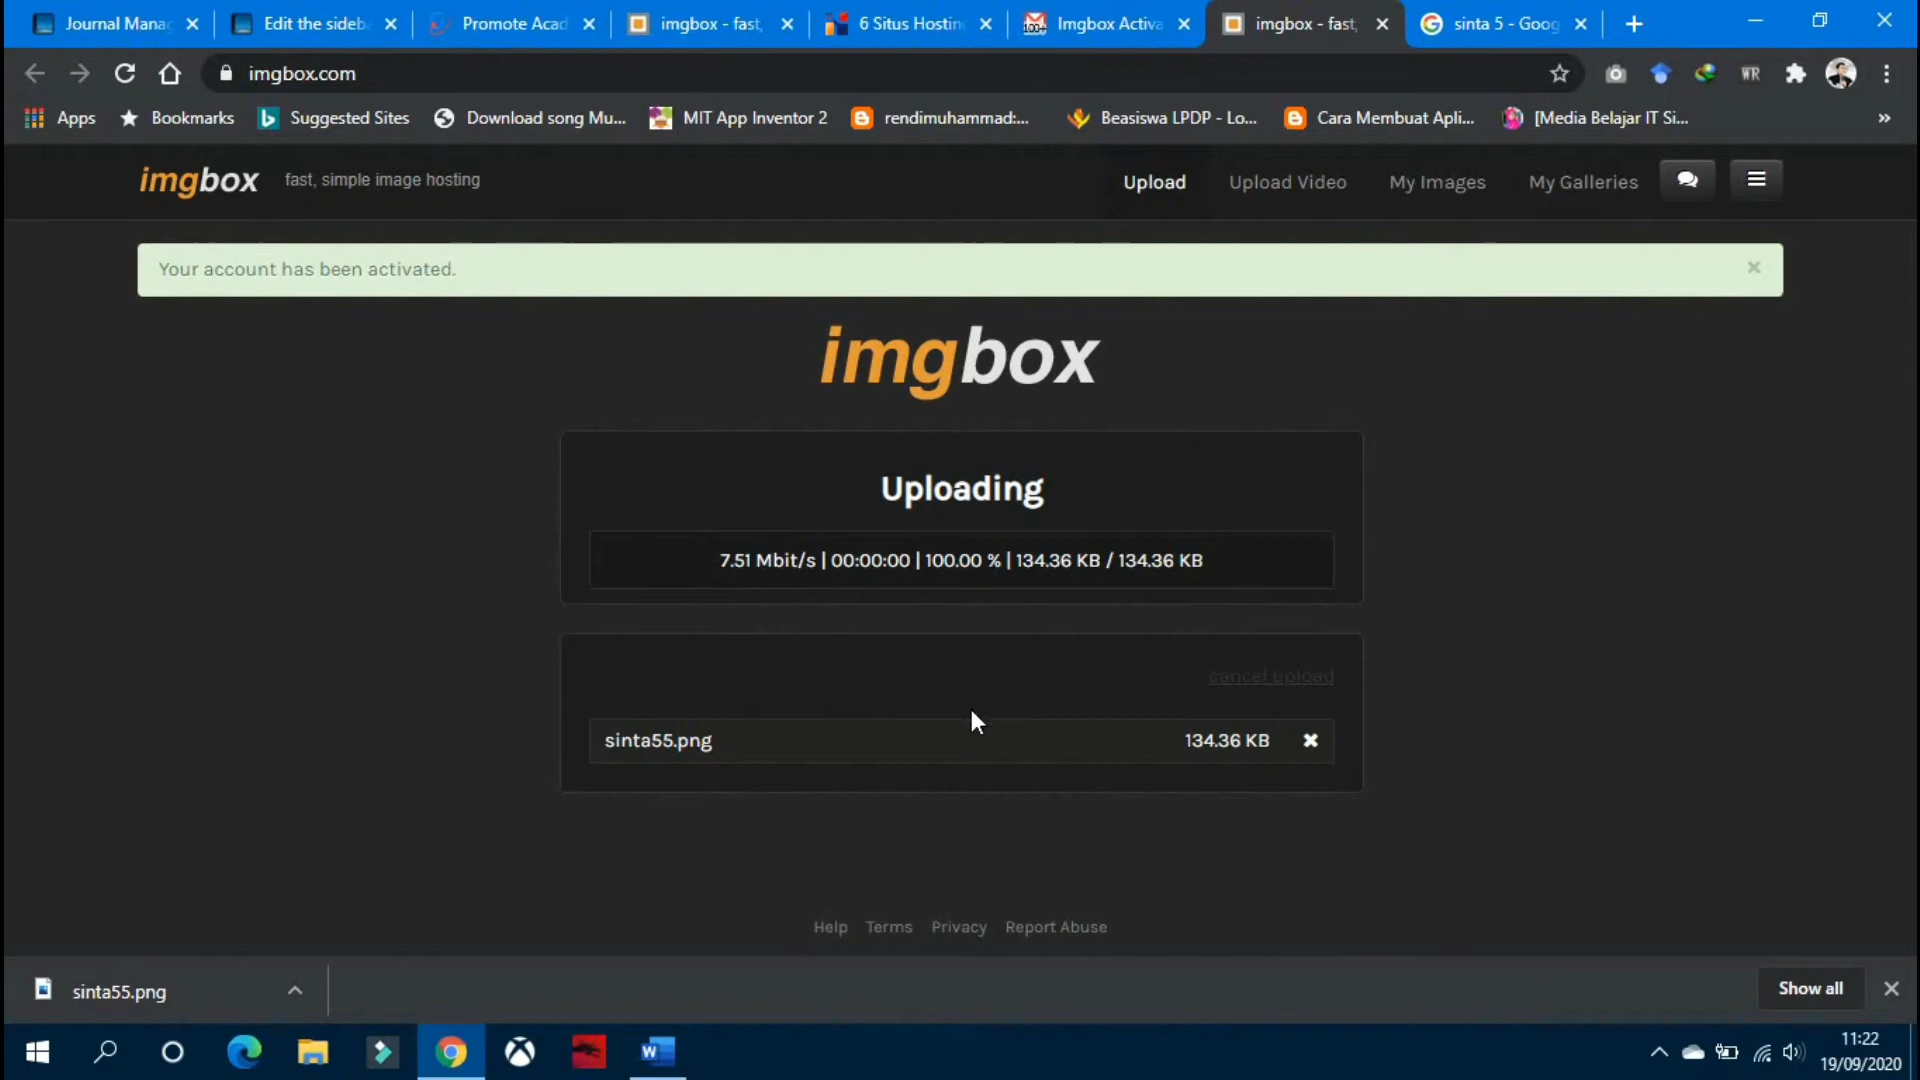 Journal Mana
Edit the sideb
Promote Acad
imgbox - fast,
6 Situs Hostin
Imgbox Activa
imgbox - fast,
sinta 5 - Goog
imgbox.com
Apps
Bookmarks
Suggested Sites
Download song Mu...
MIT App Inventor 2
rendimuhammad:...
Beasiswa LPDP - Lo...
Cara Membuat Apli...
[Media Belajar IT Si...
»
imgbox
fast, simple image hosting
Upload
Upload Video
My Images
My Galleries
Your account has been activated.
imgbox
Uploading
7.51 Mbit/s | 00:00:00 | 100.00 % | 134.36 KB / 134.36 KB
cancel upload
sinta55.png
134.36 KB
Help
Terms
Privacy
Report Abuse
sinta55.png
Show all
11:22
19/09/2020